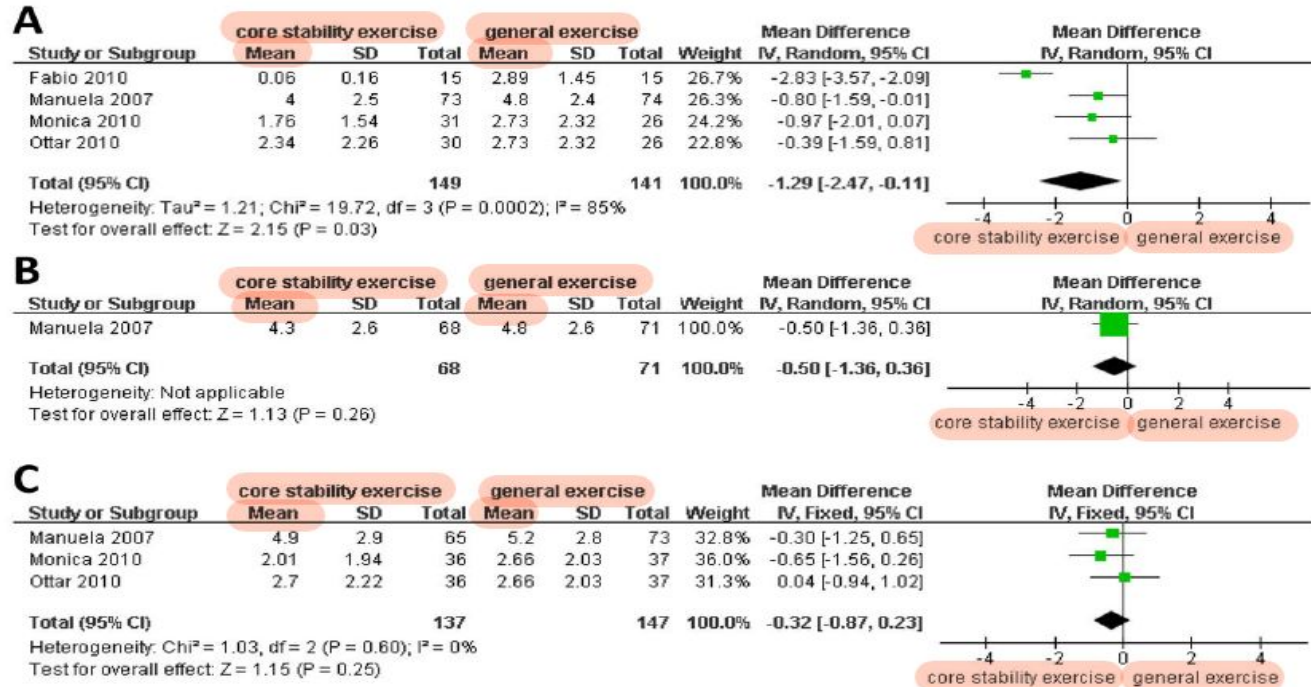 A
core stability exercise general exercise Mean Difference Mean Difference
Study or Subgroup Mean SD Total Mean SD Total Weight IV, Random, 95% CI IV, Random, 95% CI
Fabio 2010 0.06 0.16 15 2.89 1.45 15 26.7% -2.83 [-3.57, -2.09]
Manuela 2007 4 2.5 73 4.8 2.4 74 26.3% -0.80 [-1.59, -0.01]
Monica 2010 1.76 1.54 31 2.73 2.32 26 24.2% -0.97 [-2.01, 0.07]
Ottar 2010 2.34 2.26 30 2.73 2.32 26 22.8% -0.39 [-1.59, 0.81]
Total (95% CI) 149 141 100.0% -1.29 [-2.47, -0.11]
Heterogeneity: Tau² = 1.21; Chi² = 19.72, df = 3 (P = 0.0002); I² = 85%
Test for overall effect: Z = 2.15 (P = 0.03)
-4 -2 0 2 4
core stability exercise general exercise
B
core stability exercise general exercise Mean Difference Mean Difference
Study or Subgroup Mean SD Total Mean SD Total Weight IV, Random, 95% CI IV, Random, 95% CI
Manuela 2007 4.3 2.6 68 4.8 2.6 71 100.0% -0.50 [-1.36, 0.36]
Total (95% CI) 68 71 100.0% -0.50 [-1.36, 0.36]
Heterogeneity: Not applicable
Test for overall effect: Z = 1.13 (P = 0.26)
-4 -2 0 2 4
core stability exercise general exercise
C
core stability exercise general exercise Mean Difference Mean Difference
Study or Subgroup Mean SD Total Mean SD Total Weight IV, Fixed, 95% CI IV, Fixed, 95% CI
Manuela 2007 4.9 2.9 65 5.2 2.8 73 32.8% -0.30 [-1.25, 0.65]
Monica 2010 2.01 1.94 36 2.66 2.03 37 36.0% -0.65 [-1.56, 0.26]
Ottar 2010 2.7 2.22 36 2.66 2.03 37 31.3% 0.04 [-0.94, 1.02]
Total (95% CI) 137 147 100.0% -0.32 [-0.87, 0.23]
Heterogeneity: Chi² = 1.03, df = 2 (P = 0.60); I² = 0%
Test for overall effect: Z = 1.15 (P = 0.25)
-4 -2 0 2 4
core stability exercise general exercise